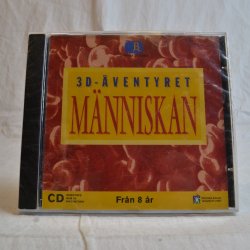 3D-ÄVENTYRET
MÄNNISKAN
CD
Från 8 år